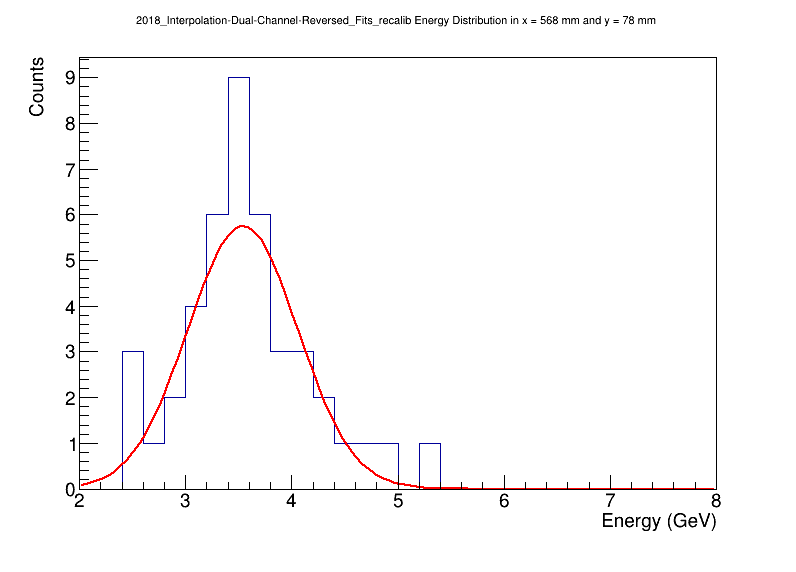 2018_Interpolation-Dual-Channel-Reversed_Fits_recalib Energy Distribution in x = 568 mm and y = 78 mm
Counts
9
8
7
6
5
4
3
2
1
0
2 3 4 5 6 7 8
Energy (GeV)